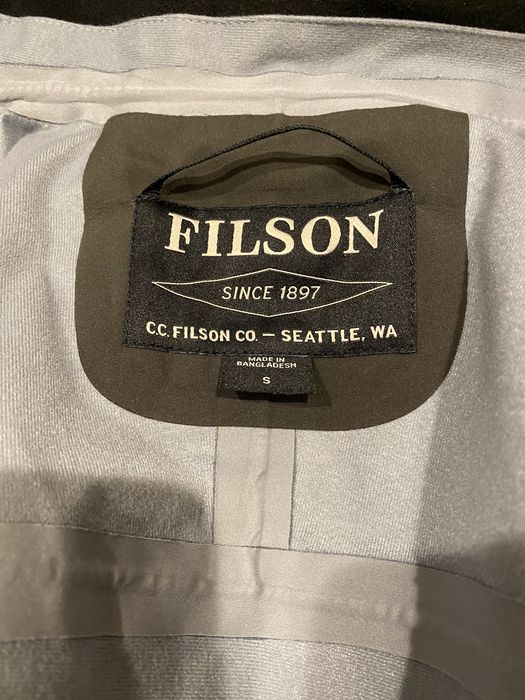 FILSON
SINCE 1897
C.C. FILSON CO. — SEATTLE, WA
MADE IN
BANGLADESH
S